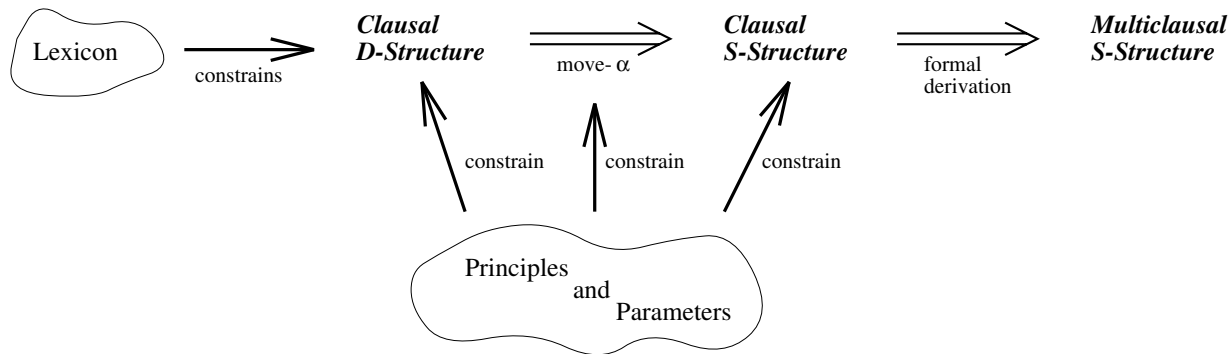 Lexicon
constrains
Clausal
D-Structure
move- α
Clausal
S-Structure
formal
derivation
Multiclausal
S-Structure
constrain
constrain
constrain
Principles
and
Parameters